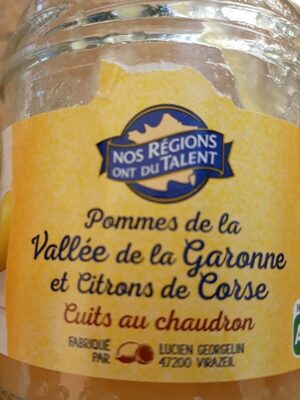 NOS RÉGIONS
ONT DU TALENT
Pommes de la
Vallée de la Garonne
et Citrons de Corse
Cuits au chaudron
FABRIQUÉ
PAR
LUCIEN GEORGELIN
47200 VIRAZEIL